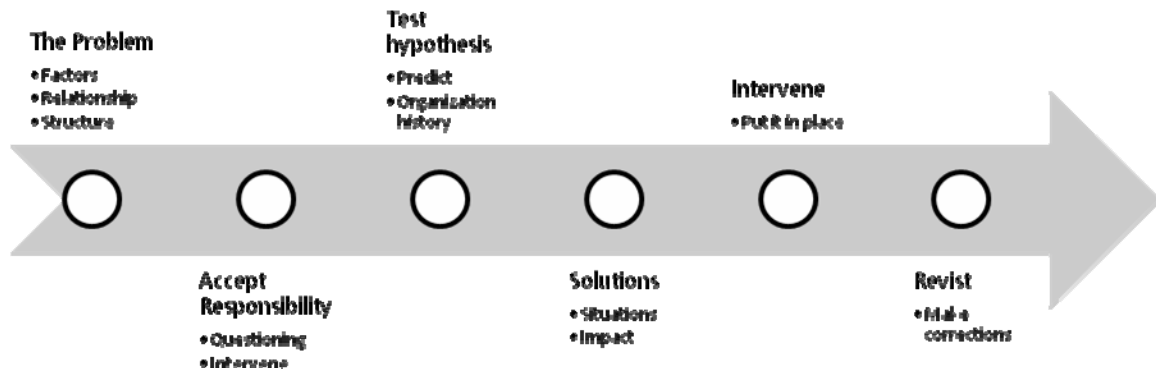 The Problem
• Factors
• Relationship
• Structure
Accept
Responsibility
• Questioning
• Intervene
Test
hypothesis
• Predict
• Organization
history
Solutions
• Situations
• Impact
Intervene
• Put it in place
Revist
• Make
corrections